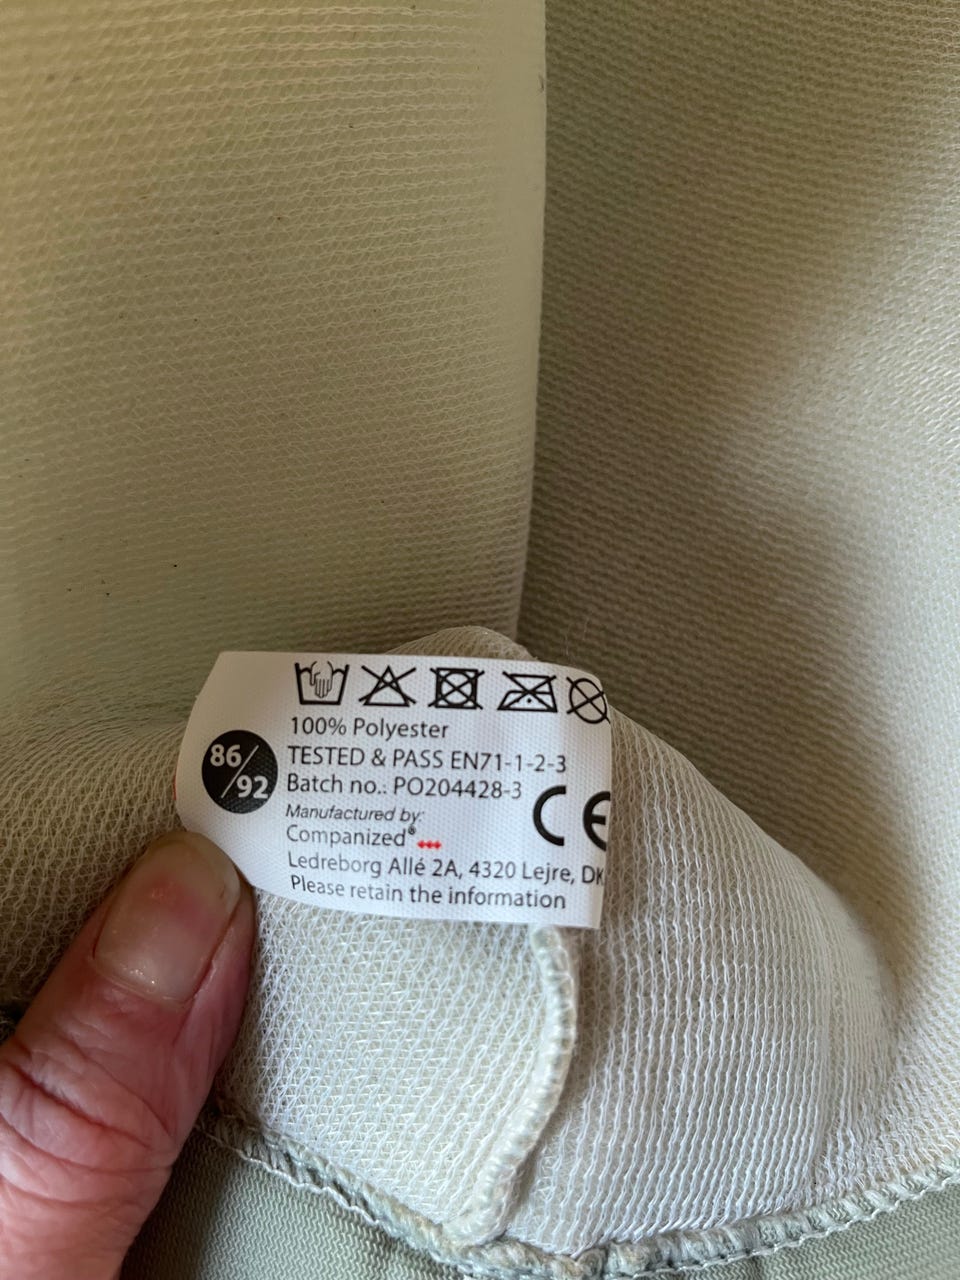 100% Polyester
86/92
TESTED & PASS EN71-1-2-3
Batch no.: PO204428-3
CE
Manufactured by:
Companized®
Ledreborg Allé 2A, 4320 Lejre, DK
Please retain the information